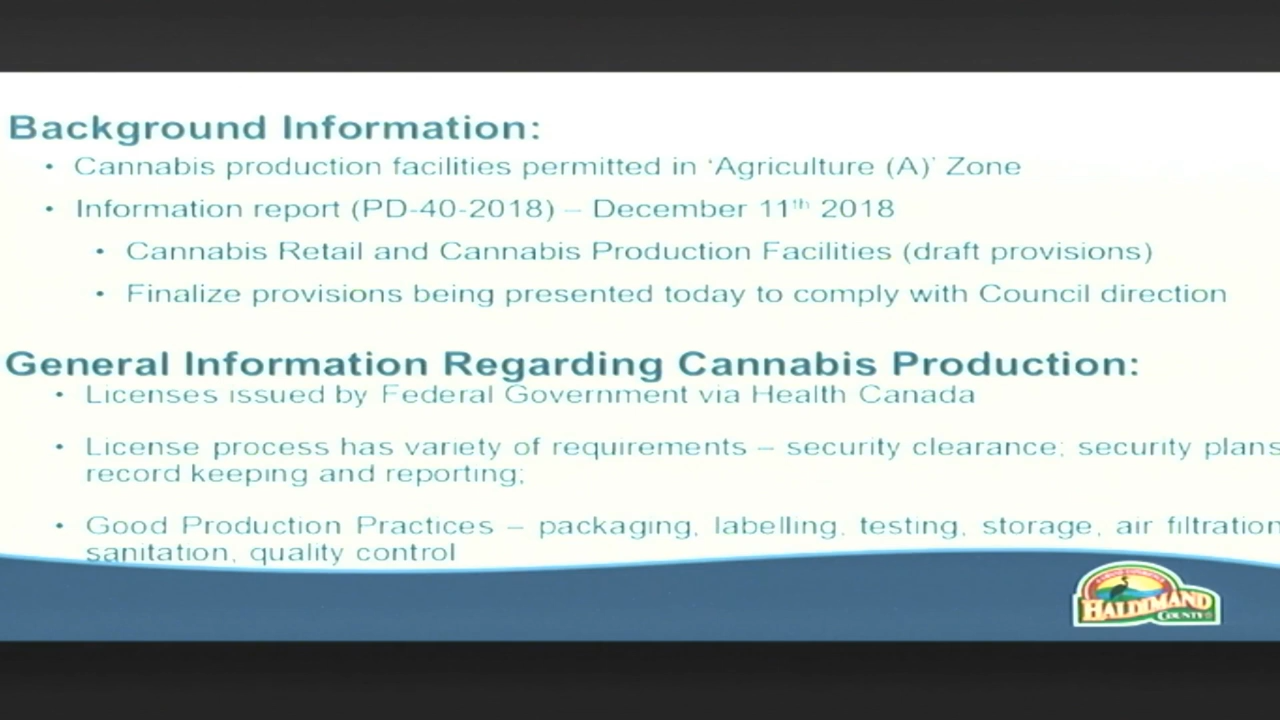 Background Information:
• Cannabis production facilities permitted in ‘Agriculture (A)’ Zone
• Information report (PD-40-2018) – December 11th 2018
• Cannabis Retail and Cannabis Production Facilities (draft provisions)
• Finalize provisions being presented today to comply with Council direction
General Information Regarding Cannabis Production:
• Licenses issued by Federal Government via Health Canada
• License process has variety of requirements – security clearance; security plans
record keeping and reporting;
• Good Production Practices – packaging, labelling, testing, storage, air filtration
sanitation, quality control
HALDIMAND
COUNTY